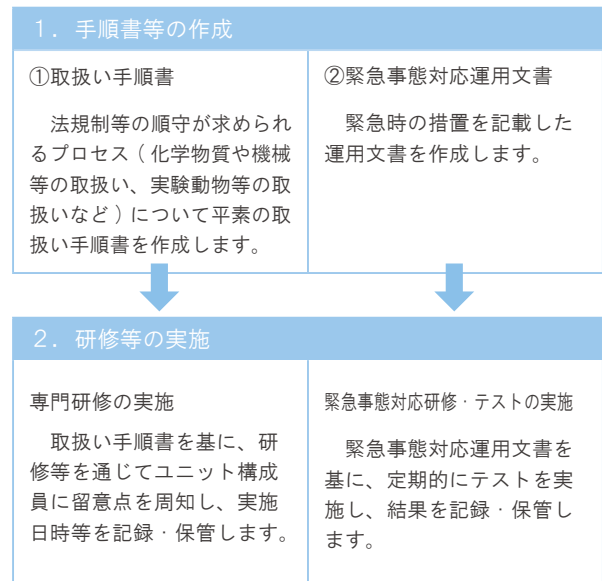 １．手順書等の作成
①取扱い手順書
法規制等の順守が求められ
るプロセス（化学物質や機械
等の取扱い、実験動物等の取
扱いなど）について平素の取
扱い手順書を作成します。
②緊急事態対応運用文書
緊急時の措置を記載した
運用文書を作成します。
２．研修等の実施
専門研修の実施
取扱い手順書を基に、研
修等を通じてユニット構成
員に留意点を周知し、実施
日時等を記録・保管します。
緊急事態対応研修・テストの実施
緊急事態対応運用文書を
基に、定期的にテストを実
施し、結果を記録・保管し
ます。